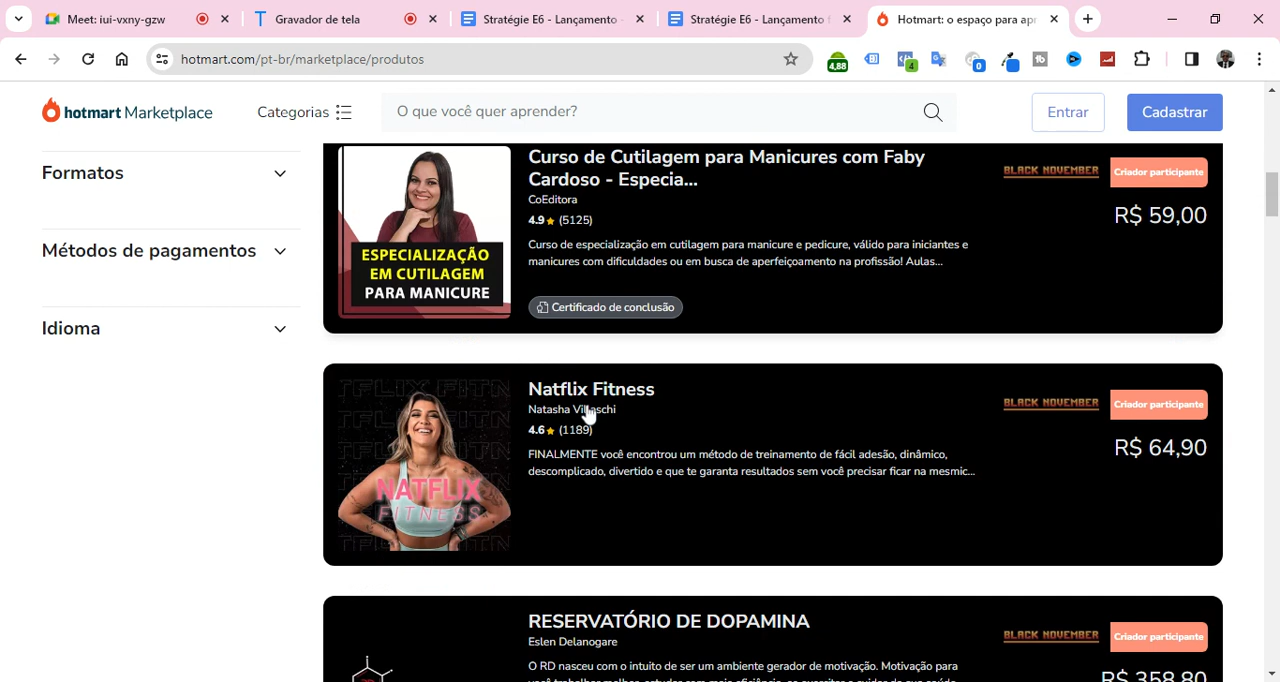 Meet: iui-vxny-gzw
Gravador de tela
Stratégie E6 - Lançamento
Stratégie E6 - Lançamento f
Hotmart: o espaço para apr
hotmart.com/pt-br/marketplace/produtos
4,88
4
0
hotmart Marketplace
Categorias
O que você quer aprender?
Entrar
Cadastrar
Formatos
Métodos de pagamentos
Idioma
ESPECIALIZAÇÃO
EM CUTILAGEM
PARA MANICURE
Curso de Cutilagem para Manicures com Faby
Cardoso - Especia...
CoEditora
4.9 (5125)
Curso de especialização em cutilagem para manicure e pedicure, válido para iniciantes e
manicures com dificuldades ou em busca de aperfeiçoamento na profissão! Aulas...
Certificado de conclusão
BLACK NOVEMBER
Criador participante
R$ 59,00
NATFLIX
FITNESS
Natflix Fitness
Natasha
4.6 (1189)
FINALMENTE você encontrou um método de treinamento de fácil adesão, dinâmico,
descomplicado, divertido e que te garanta resultados sem você precisar ficar na mesmic...
BLACK NOVEMBER
Criador participante
R$ 64,90
RESERVATÓRIO DE DOPAMINA
Eslen Delanogare
O RD nasceu com o intuito de ser um ambiente gerador de motivação. Motivação para
BLACK NOVEMBER
Criador participante
R$ 358,80